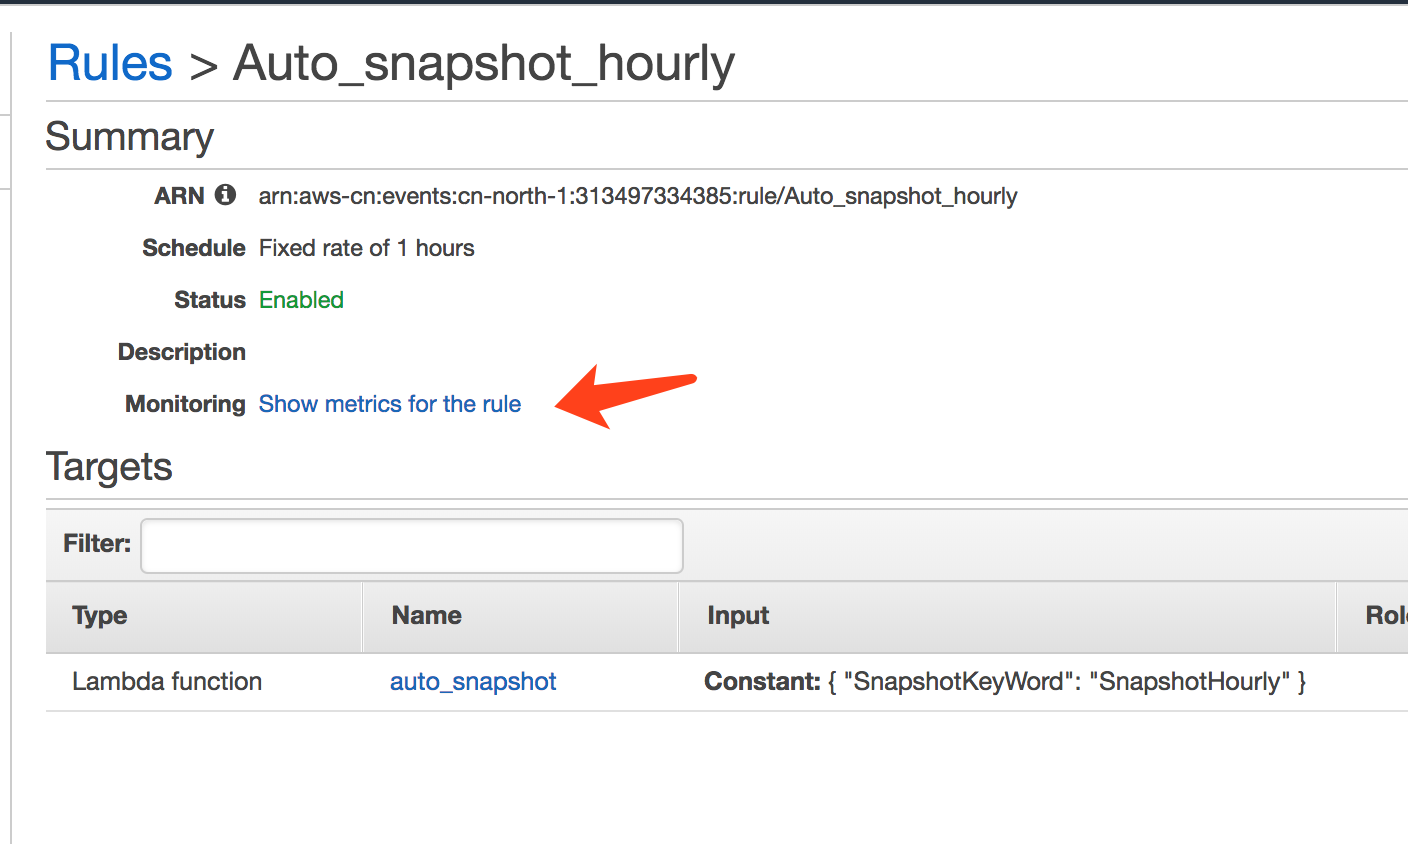 Rules > Auto_snapshot_hourly
Summary
ARN arn:aws-cn:events:cn-north-1:313497334385:rule/Auto_snapshot_hourly
Schedule Fixed rate of 1 hours
Status Enabled
Description
Monitoring Show metrics for the rule
Targets
Filter:
Type Name Input
Lambda function auto_snapshot Constant: { "SnapshotKeyWord": "SnapshotHourly" }